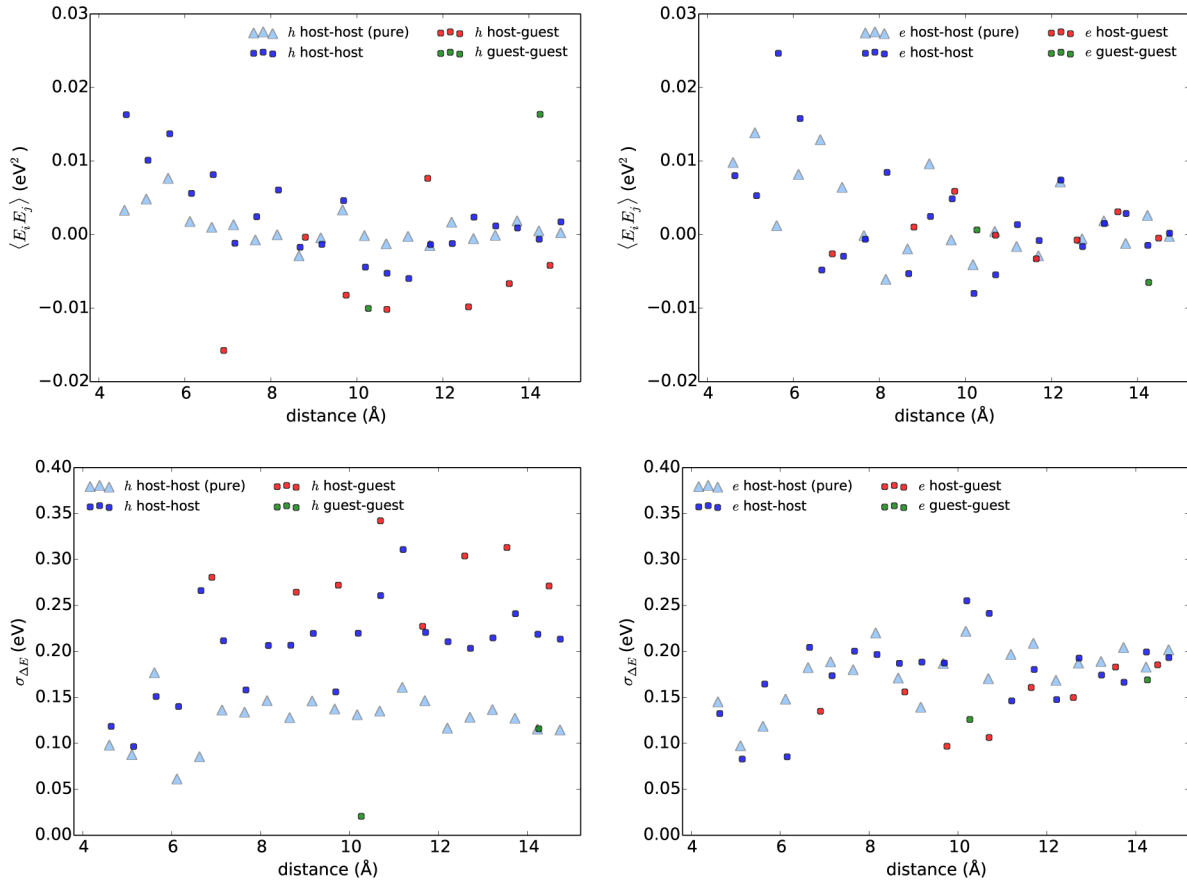 0.03
0.02
0.01
0.00
−0.01
−0.02
⟨E_i E_j⟩ (eV²)
h host-host (pure)
h host-host
h host-guest
h guest-guest
4 6 8 10 12 14
distance (Å)
0.03
0.02
0.01
0.00
−0.01
−0.02
⟨E_i E_j⟩ (eV²)
e host-host (pure)
e host-host
e host-guest
e guest-guest
4 6 8 10 12 14
distance (Å)
0.40
0.35
0.30
0.25
0.20
0.15
0.10
0.05
0.00
σ_ΔE (eV)
h host-host (pure)
h host-host
h host-guest
h guest-guest
4 6 8 10 12 14
distance (Å)
0.40
0.35
0.30
0.25
0.20
0.15
0.10
0.05
0.00
σ_ΔE (eV)
e host-host (pure)
e host-host
e host-guest
e guest-guest
4 6 8 10 12 14
distance (Å)